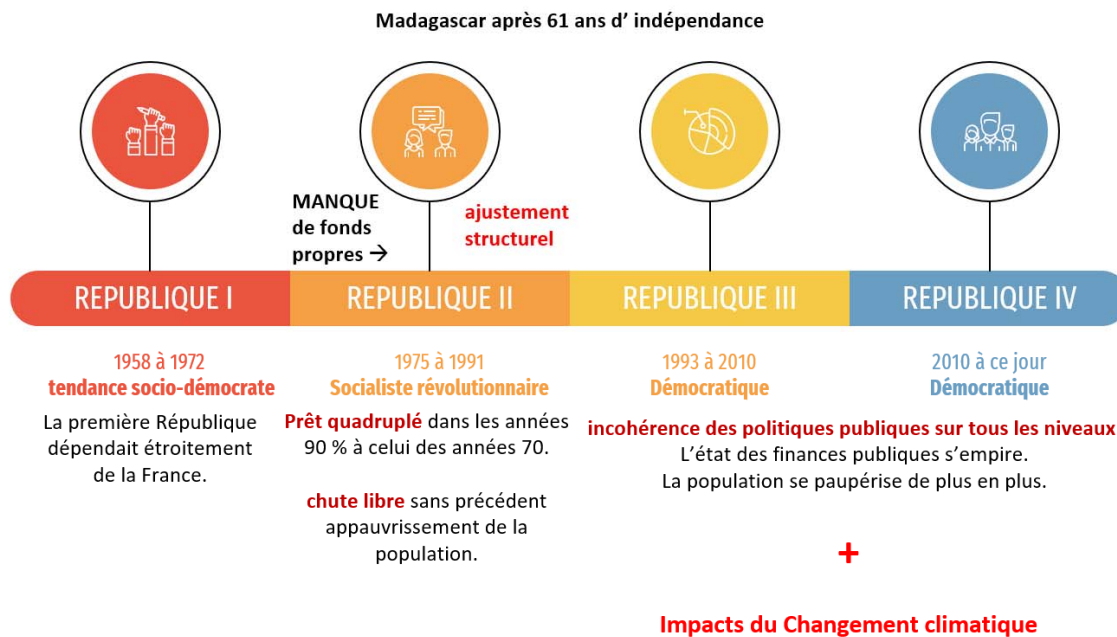 Madagascar après 61 ans d’ indépendance
MANQUE
de fonds
propres →
ajustement
structurel
REPUBLIQUE I
REPUBLIQUE II
REPUBLIQUE III
REPUBLIQUE IV
1958 à 1972
tendance socio-démocrate
La première République
dépendait étroitement
de la France.
1975 à 1991
Socialiste révolutionnaire
Prêt quadruplé dans les années
90 % à celui des années 70.
chute libre sans précédent
appauvrissement de la
population.
1993 à 2010
Démocratique
2010 à ce jour
Démocratique
incohérence des politiques publiques sur tous les niveaux
L’état des finances publiques s’empire.
La population se paupérise de plus en plus.
+
Impacts du Changement climatique